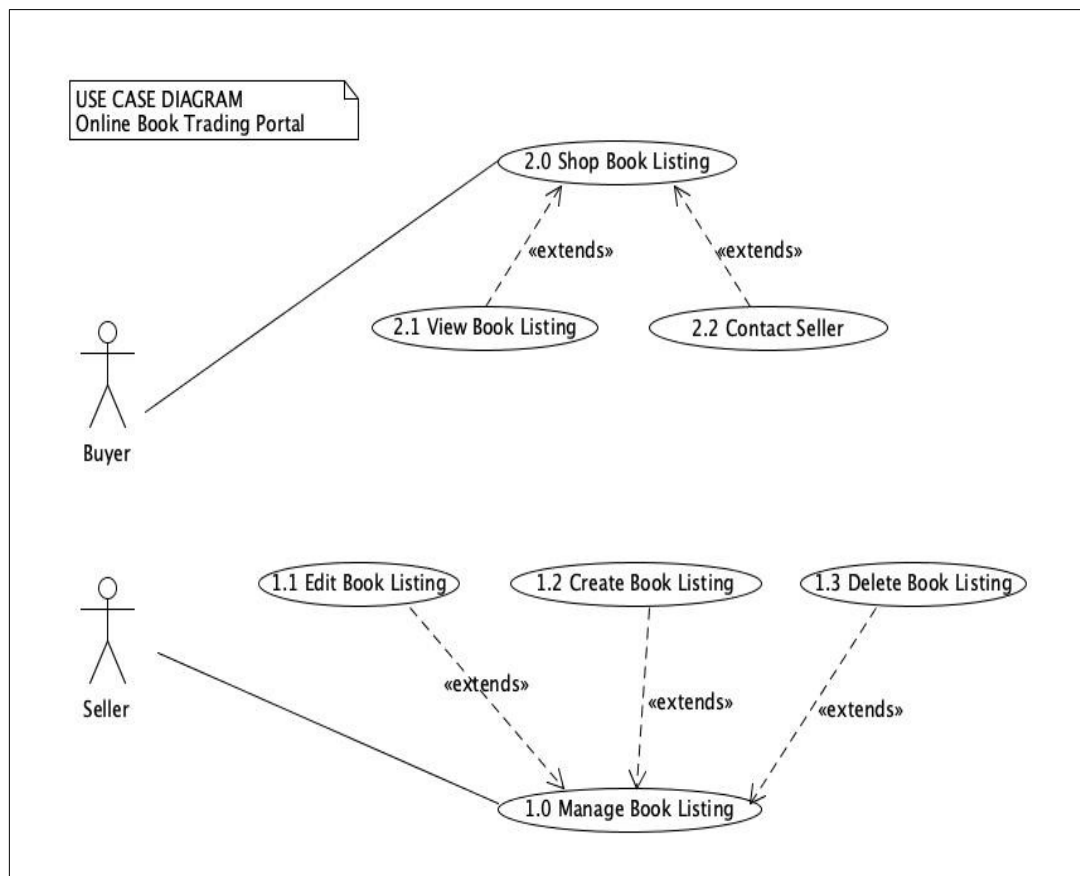 USE CASE DIAGRAM
Online Book Trading Portal
2.0 Shop Book Listing
«extends»
«extends»
2.1 View Book Listing
2.2 Contact Seller
Buyer
1.1 Edit Book Listing
1.2 Create Book Listing
1.3 Delete Book Listing
«extends»
«extends»
«extends»
Seller
1.0 Manage Book Listing